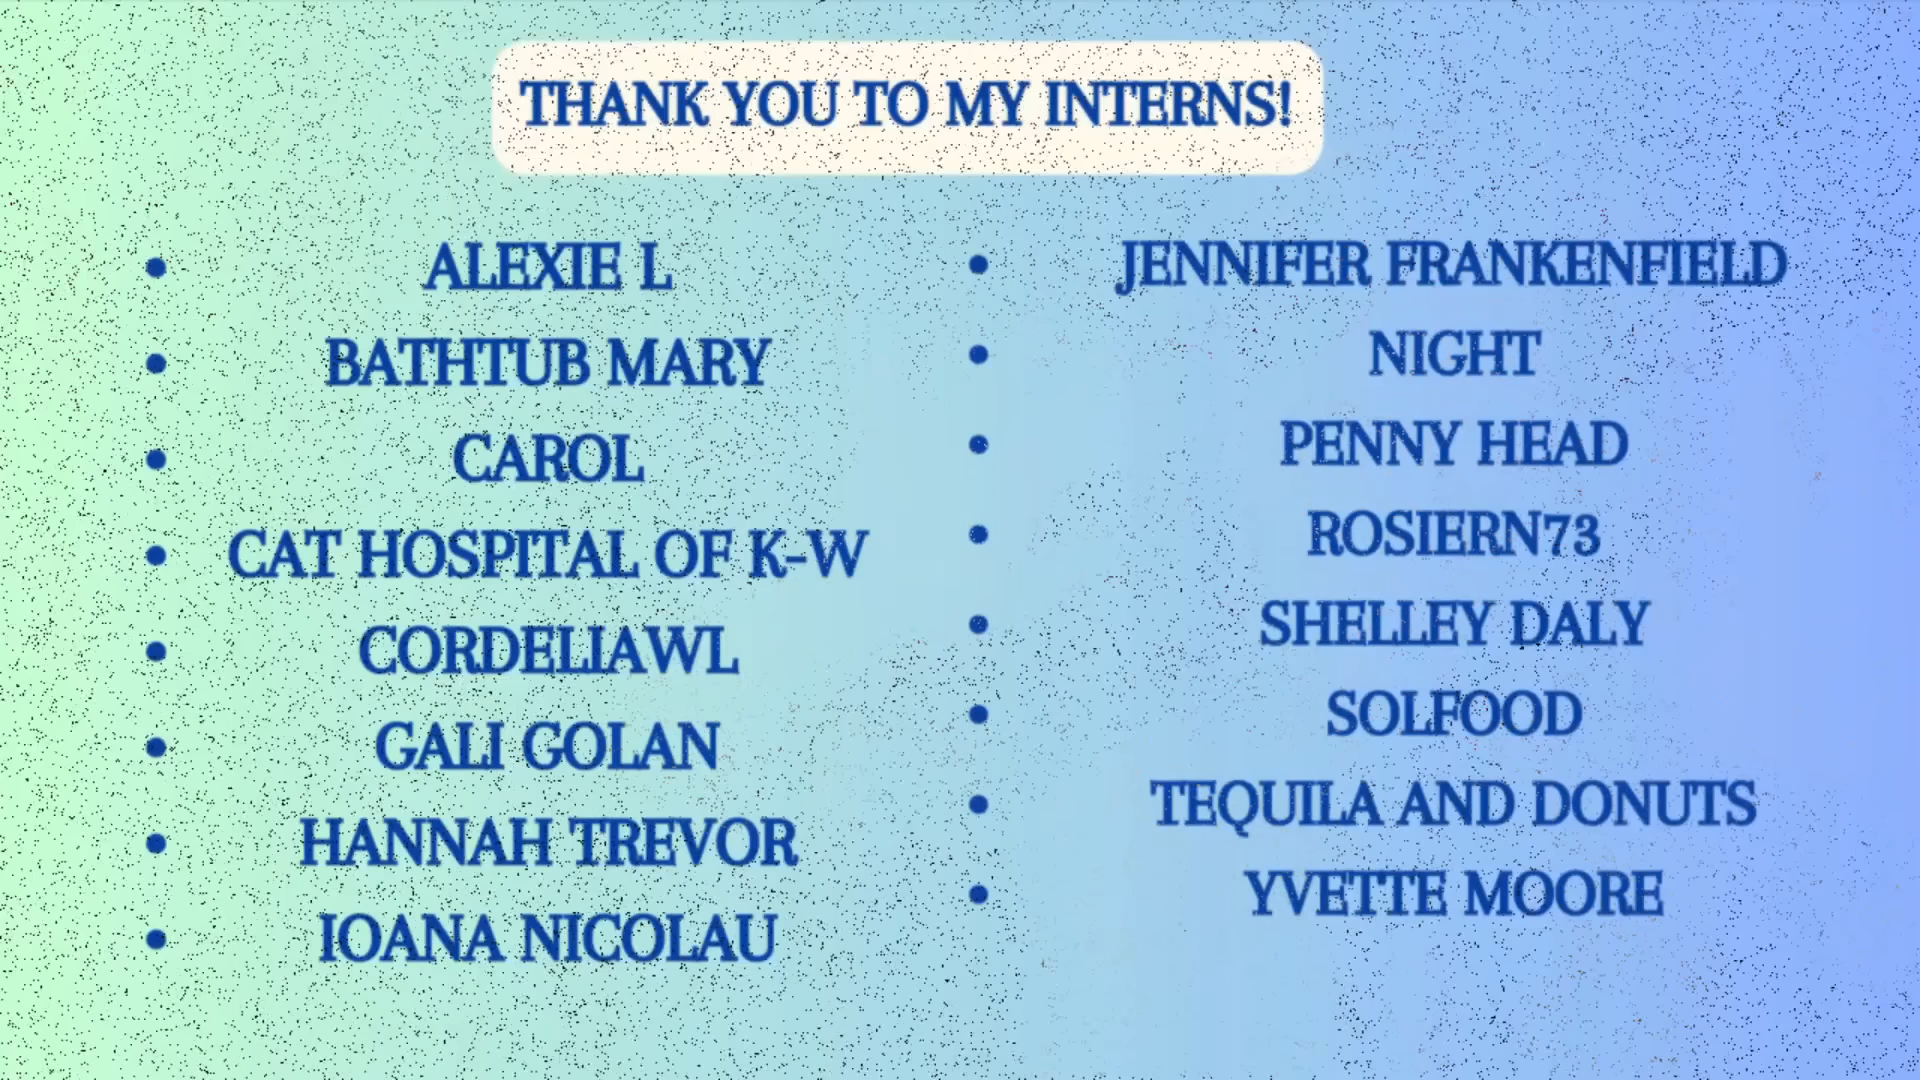 THANK YOU TO MY INTERNS!
• ALEXIE L
• BATHTUB MARY
• CAROL
• CAT HOSPITAL OF K-W
• CORDELIAWL
• GALI GOLAN
• HANNAH TREVOR
• IOANA NICOLAU
• JENNIFER FRANKENFIELD
• NIGHT
• PENNY HEAD
• ROSIERN73
• SHELLEY DALY
• SOLFOOD
• TEQUILA AND DONUTS
• YVETTE MOORE